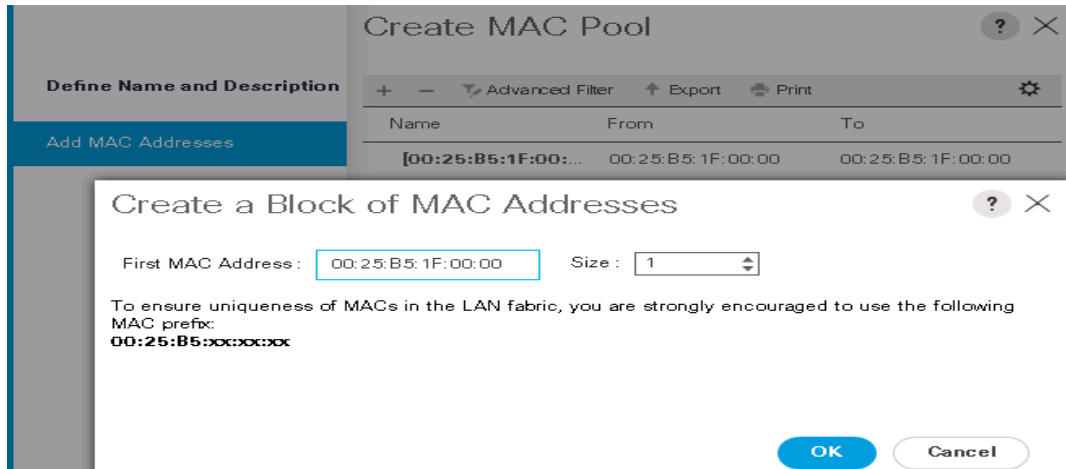 Create MAC Pool
?
Define Name and Description
+ − Advanced Filter Export Print
Name From To
Add MAC Addresses
[00:25:B5:1F:00:... 00:25:B5:1F:00:00 00:25:B5:1F:00:00
Create a Block of MAC Addresses
?
First MAC Address : 00:25:B5:1F:00:00 Size : 1
To ensure uniqueness of MACs in the LAN fabric, you are strongly encouraged to use the following
MAC prefix:
00:25:B5:xx:xx:xx
OK Cancel